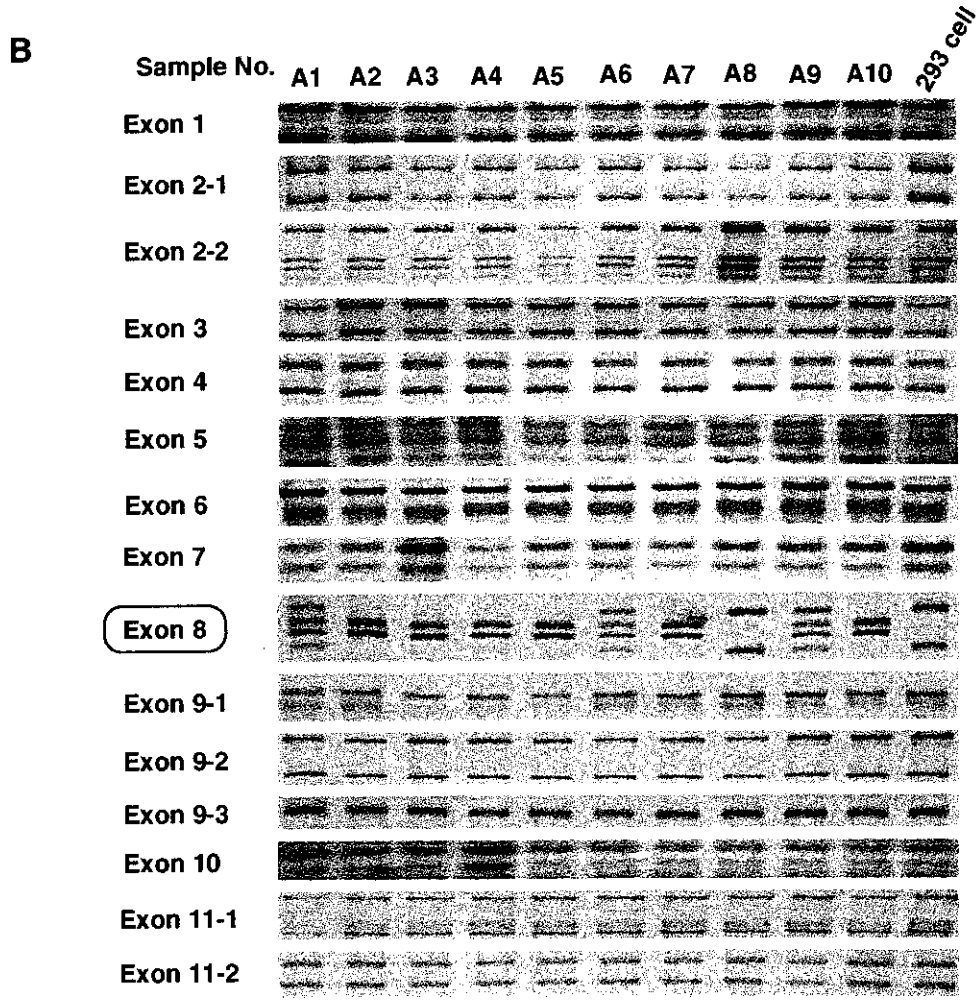 B
Sample No. A1 A2 A3 A4 A5 A6 A7 A8 A9 A10 293 cell
Exon 1
Exon 2-1
Exon 2-2
Exon 3
Exon 4
Exon 5
Exon 6
Exon 7
Exon 8
Exon 9-1
Exon 9-2
Exon 9-3
Exon 10
Exon 11-1
Exon 11-2